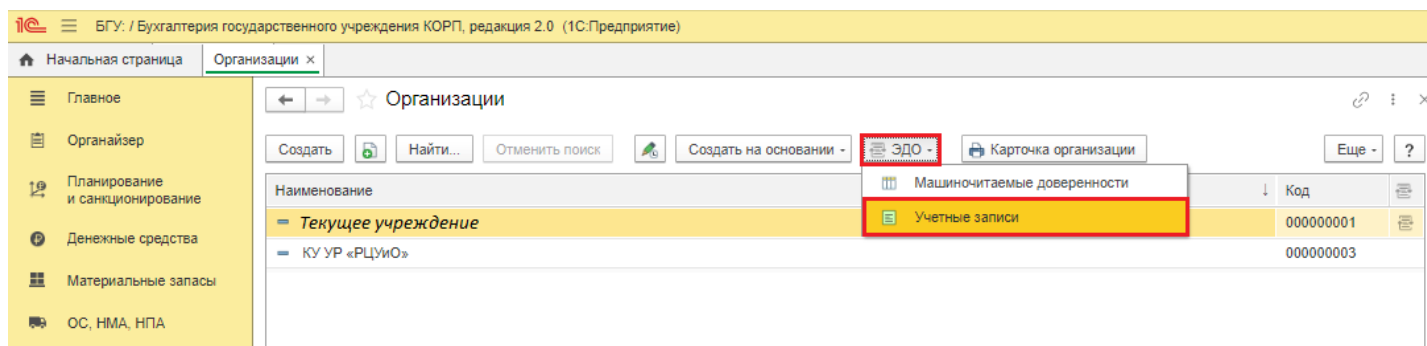 1С БГУ: / Бухгалтерия государственного учреждения КОРП, редакция 2.0 (1С:Предприятие)
Начальная страница Организации ×
Главное
Организации
Органайзер
Создать Найти... Отменить поиск Создать на основании ЭДО Карточка организации Еще ?
Планирование
и санкционирование
Наименование
Машиночитаемые доверенности
↓ Код
Учетные записи
Текущее учреждение 000000001
Денежные средства
КУ УР «РЦУиО» 000000003
Материальные запасы
ОС, НМА, НПА